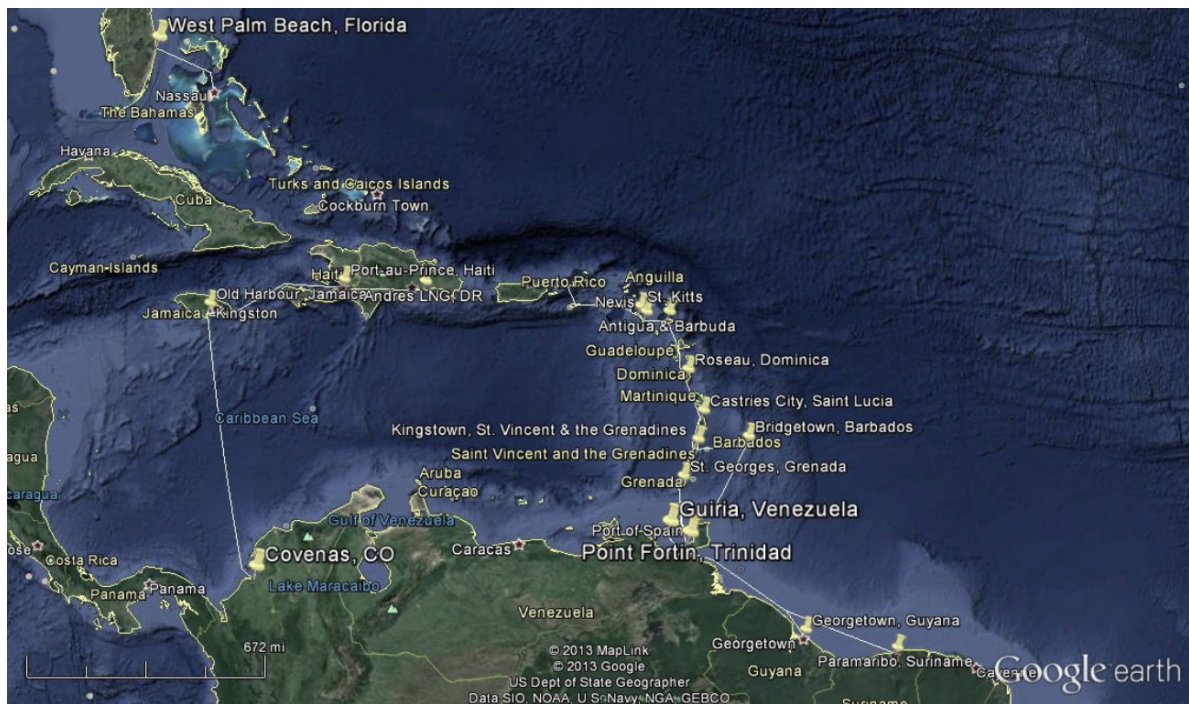 West Palm Beach, Florida
Nassau
The Bahamas
Havana
Cuba
Turks and Caicos Islands
Cockburn Town
Cayman-Islands
Haiti
Port-au-Prince, Haiti
Puerto Rico
Anguilla
Old Harbour, Jamaica
Andres LNG, DR
Nevis
St. Kitts
Jamaica
Kingston
Antigua & Barbuda
Guadeloupe
Roseau, Dominica
Dominica
Martinique
Castries City, Saint Lucia
Caribbean Sea
Kingstown, St. Vincent & the Grenadines
Bridgetown, Barbados
Barbados
Saint Vincent and the Grenadines
agua
Aruba
St. Georges, Grenada
Grenada
Curaçao
caragua
Guiria, Venezuela
Gulf of Venezuela
Port of Spain
Caracas
Point Fortin, Trinidad
ose
Costa Rica
Covenas, CO
Lake Maracaibo
Panama
Panama
Venezuela
Georgetown, Guyana
Georgetown
672 mi
© 2013 MapLink
© 2013 Google
US Dept of State Geographer
Data SIO, NOAA, U.S. Navy, NGA, GEBCO
Guyana
Paramaribo, Suriname
Cayenne
Suriname
Google earth